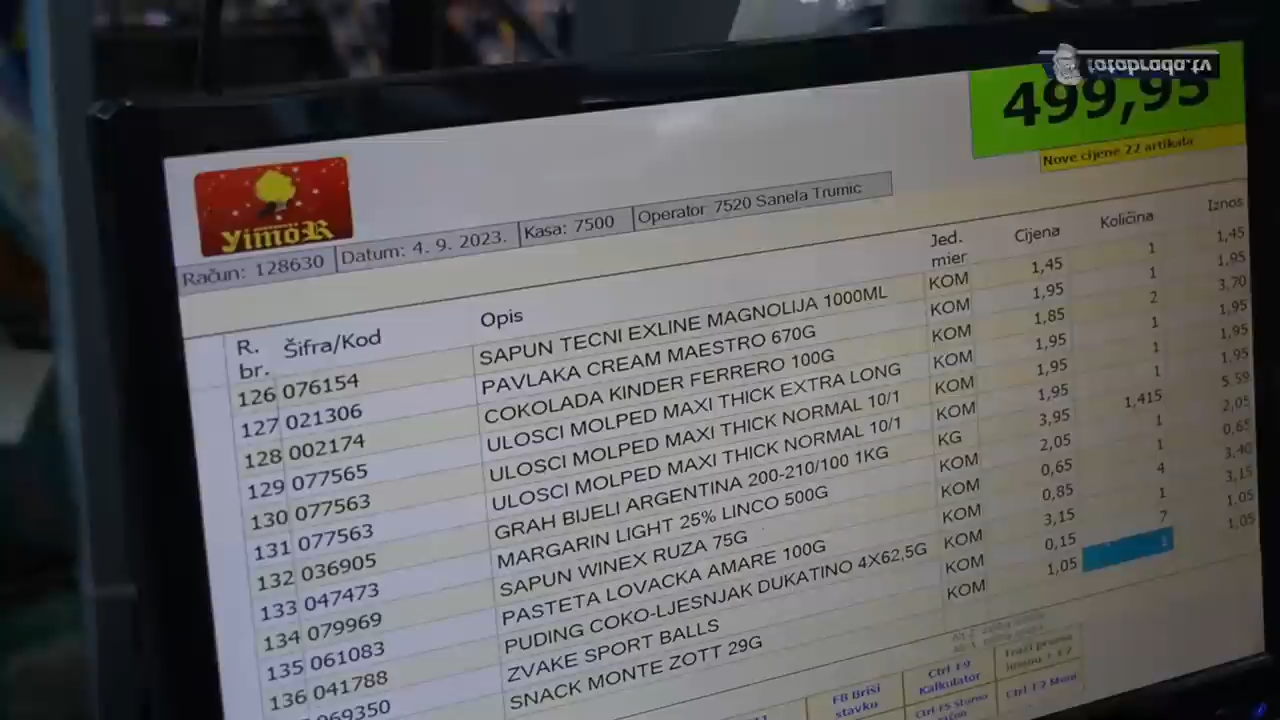 fatabrada.tv
499,95
Nove cijene 22 artikala
Yimör
Račun: 128630 Datum: 4. 9. 2023. Kasa: 7500 Operator 7520 Sanela Trumic
R. br. Šifra/Kod Opis Jed. mier Cijena Količina Iznos
126 076154 SAPUN TECNI EXLINE MAGNOLIJA 1000ML KOM 1,45 1 1,45
127 021306 PAVLAKA CREAM MAESTRO 670G KOM 1,95 1 1,95
128 002174 COKOLADA KINDER FERRERO 100G KOM 1,85 2 3,70
129 077565 ULOSCI MOLPED MAXI THICK EXTRA LONG KOM 1,95 1 1,95
130 077563 ULOSCI MOLPED MAXI THICK NORMAL 10/1 KOM 1,95 1 1,95
131 077563 ULOSCI MOLPED MAXI THICK NORMAL 10/1 KOM 1,95 1 1,95
132 036905 GRAH BIJELI ARGENTINA 200-210/100 1KG KG 3,95 1,415 5,59
133 047473 MARGARIN LIGHT 25% LINCO 500G KOM 2,05 1 2,05
134 079969 SAPUN WINEX RUZA 75G KOM 0,65 1 0,65
135 061083 PASTETA LOVACKA AMARE 100G KOM 0,85 4 3,40
136 041788 PUDING COKO-LJESNJAK DUKATINO 4X62,5G KOM 3,15 1 3,15
069350 ZVAKE SPORT BALLS KOM 0,15 7 1,05
SNACK MONTE ZOTT 29G KOM 1,05 1 1,05
F8 Briši stavku
Ctrl-F9 Kalkulator